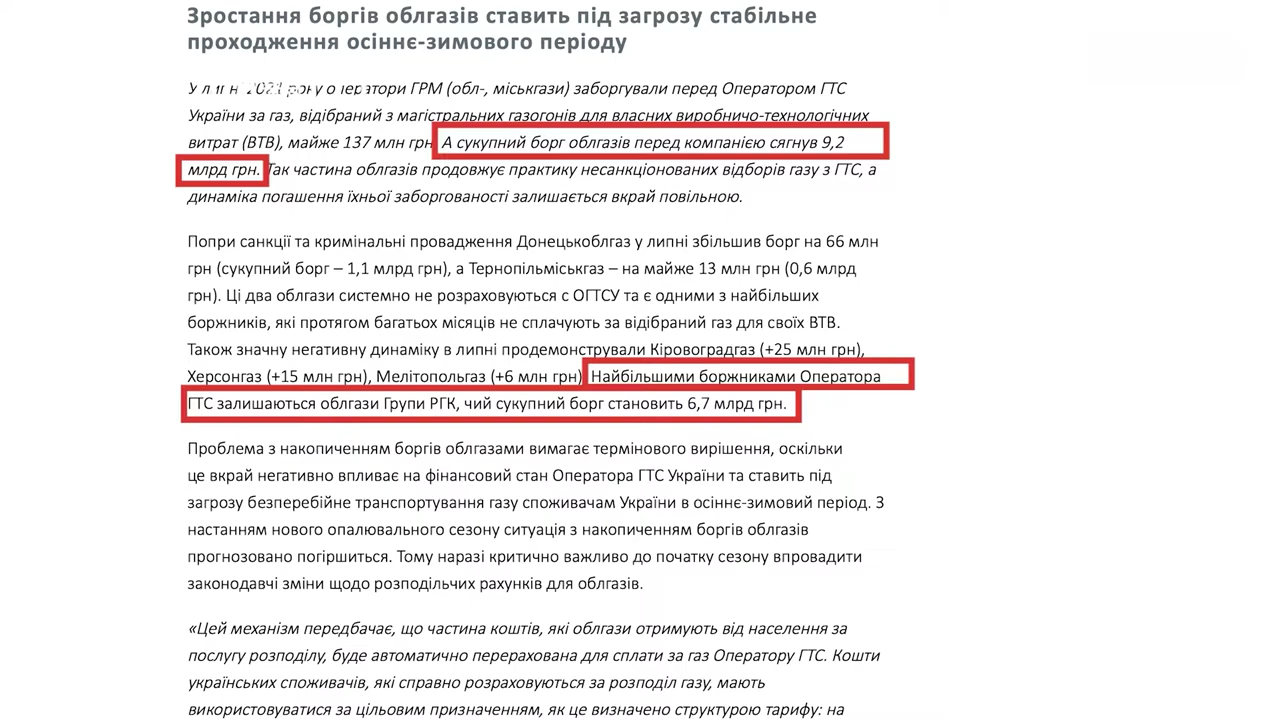 Зростання боргів облгазів ставить під загрозу стабільне
проходження осіннє-зимового періоду
У липні 2021 року оператори ГРМ (обл-, міськгази) заборгували перед Оператором ГТС
України за газ, відібраний з магістральних газогонів для власних виробничо-технологічних
витрат (ВТВ), майже 137 млн грн. А сукупний борг облгазів перед компанією сягнув 9,2
млрд грн. Так частина облгазів продовжує практику несанкціонованих відборів газу з ГТС, а
динаміка погашення їхньої заборгованості залишається вкрай повільною.
Попри санкції та кримінальні провадження Донецькоблгаз у липні збільшив борг на 66 млн
грн (сукупний борг – 1,1 млрд грн), а Тернопільміськгаз – на майже 13 млн грн (0,6 млрд
грн). Ці два облгази системно не розраховуються с ОГТСУ та є одними з найбільших
боржників, які протягом багатьох місяців не сплачують за відібраний газ для своїх ВТВ.
Також значну негативну динаміку в липні продемонстрували Кіровоградгаз (+25 млн грн),
Херсонгаз (+15 млн грн), Мелітопольгаз (+6 млн грн) Найбільшими боржниками Оператора
ГТС залишаються облгази Групи РГК, чий сукупний борг становить 6,7 млрд грн.
Проблема з накопиченням боргів облгазами вимагає термінового вирішення, оскільки
це вкрай негативно впливає на фінансовий стан Оператора ГТС України та ставить під
загрозу безперебійне транспортування газу споживачам України в осіннє-зимовий період. З
настанням нового опалювального сезону ситуація з накопиченням боргів облгазів
прогнозовано погіршиться. Тому наразі критично важливо до початку сезону впровадити
законодавчі зміни щодо розподільчих рахунків для облгазів.
«Цей механізм передбачає, що частина коштів, які облгази отримують від населення за
послугу розподілу, буде автоматично перерахована для сплати за газ Оператору ГТС. Кошти
українських споживачів, які справно розраховуються за розподіл газу, мають
використовуватися за цільовим призначенням, як це визначено структурою тарифу: на